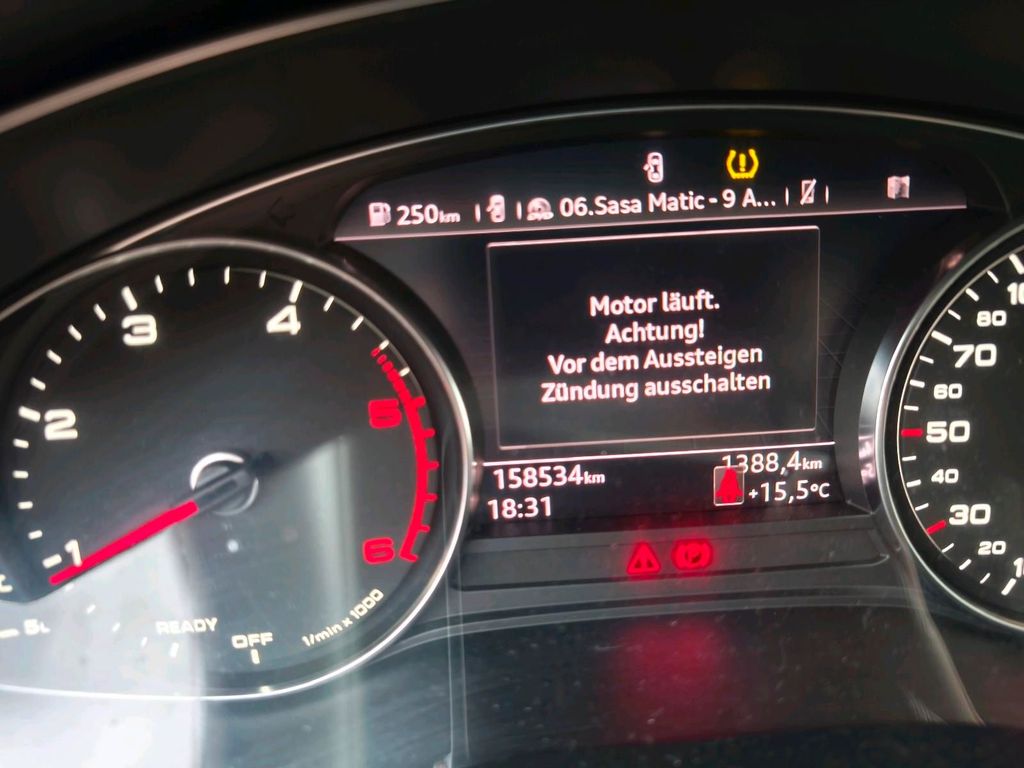 250km
06.Sasa Matic - 9 A...
Motor läuft.
Achtung!
Vor dem Aussteigen
Zündung ausschalten
158534km
1388,4km
18:31
+15,5°C
1
2
3
4
5
6
1/min x 1000
READY
OFF
5L
80
70
60
50
40
30
20